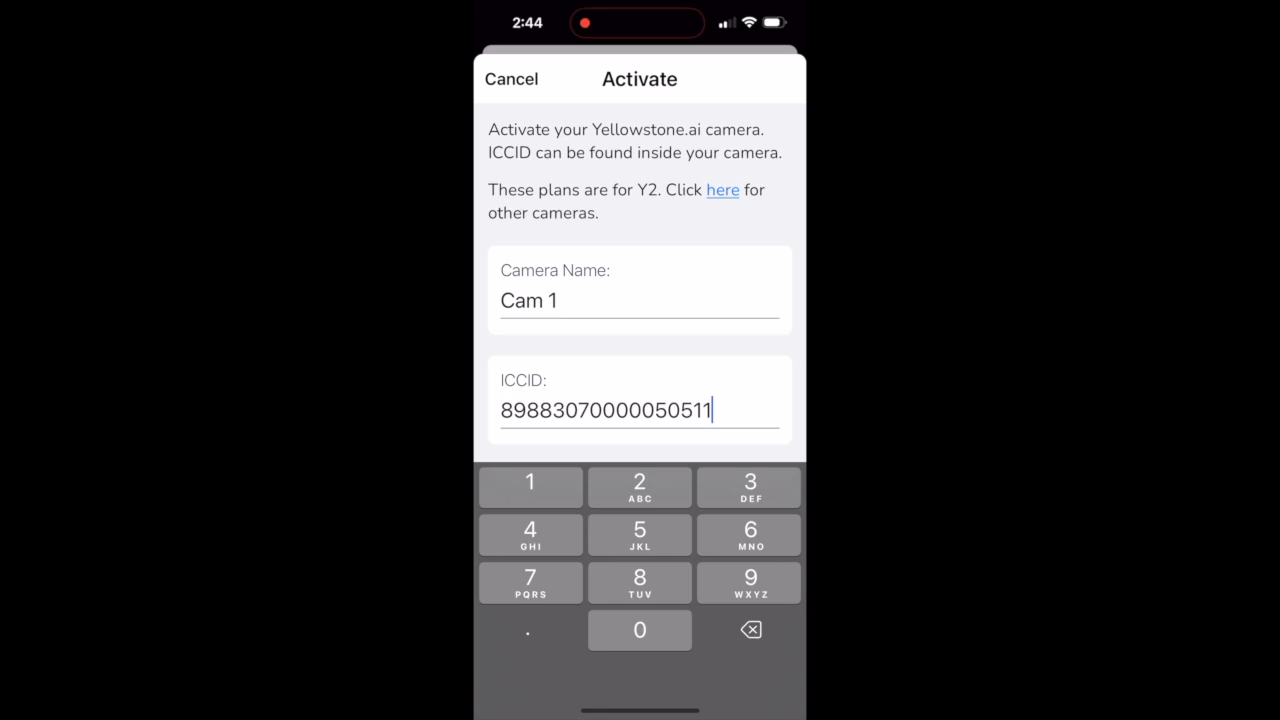 2:44
Cancel Activate
Activate your Yellowstone.ai camera.
ICCID can be found inside your camera.
These plans are for Y2. Click here for
other cameras.
Camera Name:
Cam 1
ICCID:
89883070000050511
1 2 3
ABC DEF
4 5 6
GHI JKL MNO
7 8 9
PQRS TUV WXYZ
. 0